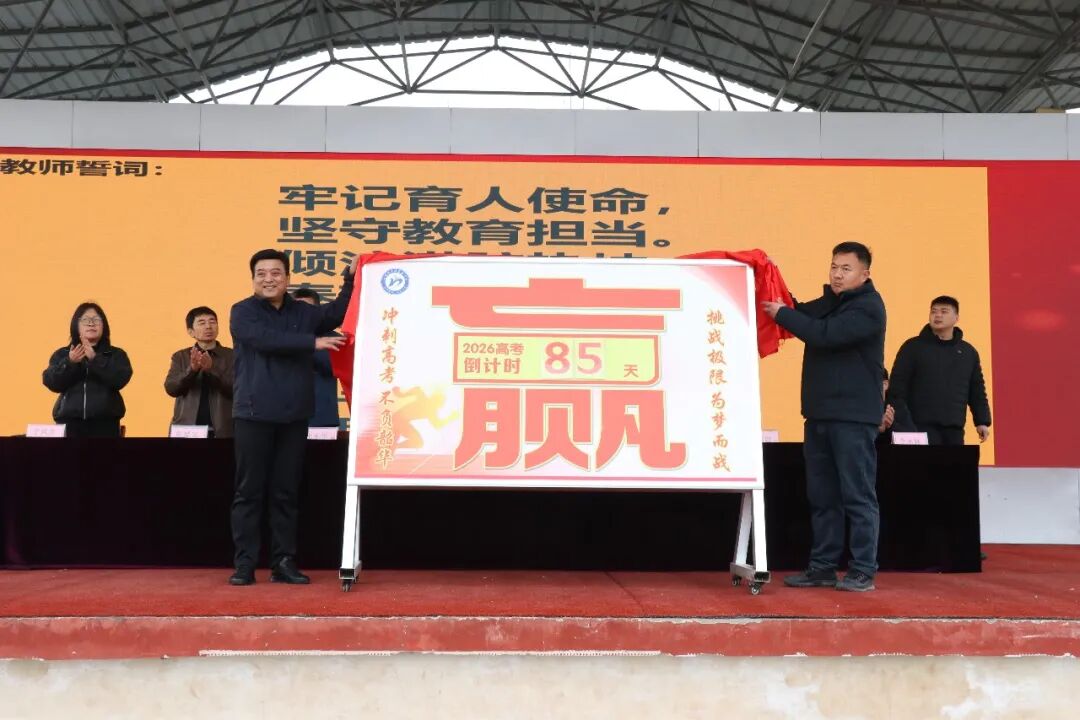 教师誓词：
牢记育人使命，
坚守教育担当。
冲刺高考 不负韶华
赢
2026高考
倒计时 85 天
挑战极限为梦而战